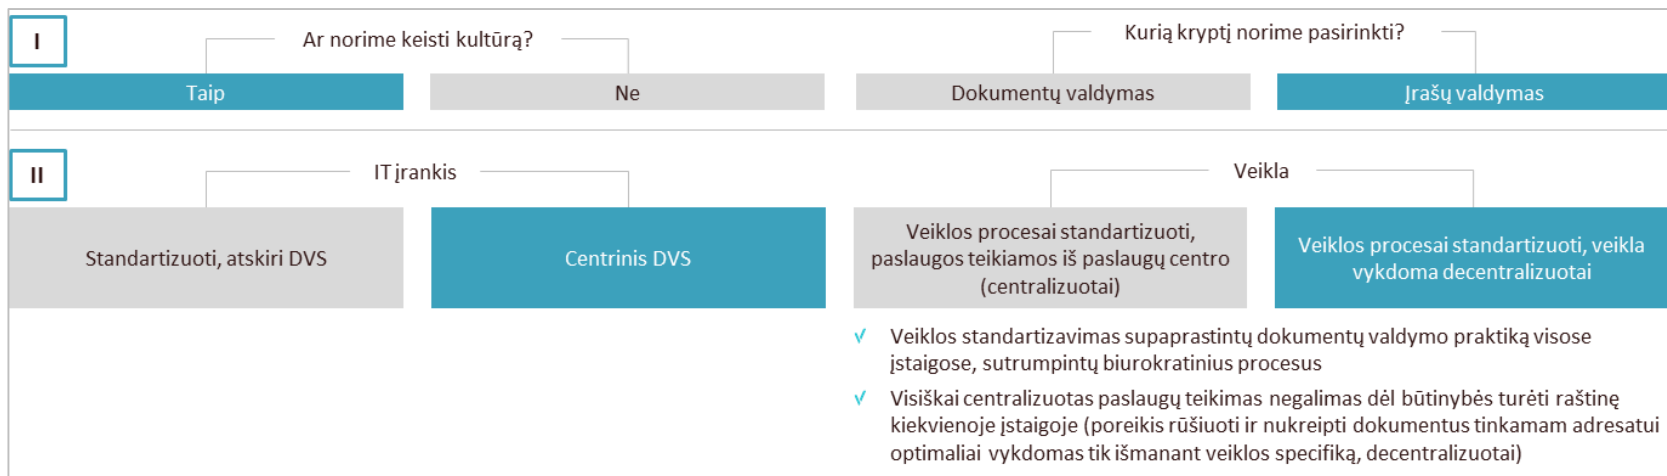 I
Ar norime keisti kultūrą?
Taip
Ne
Kurią kryptį norime pasirinkti?
Dokumentų valdymas
Įrašų valdymas
II
IT įrankis
Standartizuoti, atskiri DVS
Centrinis DVS
Veikla
Veiklos procesai standartizuoti,
paslaugos teikiamos iš paslaugų centro
(centralizuotai)
Veiklos procesai standartizuoti, veikla
vykdoma decentralizuotai
√ Veiklos standartizavimas supaprastintų dokumentų valdymo praktiką visose
įstaigose, sutrumpintų biurokratinius procesus
√ Visiškai centralizuotas paslaugų teikimas negalimas dėl būtinybės turėti raštinę
kiekvienoje įstaigoje (poreikis rūšiuoti ir nukreipti dokumentus tinkamam adresatui
optimaliai vykdomas tik išmanant veiklos specifiką, decentralizuotai)